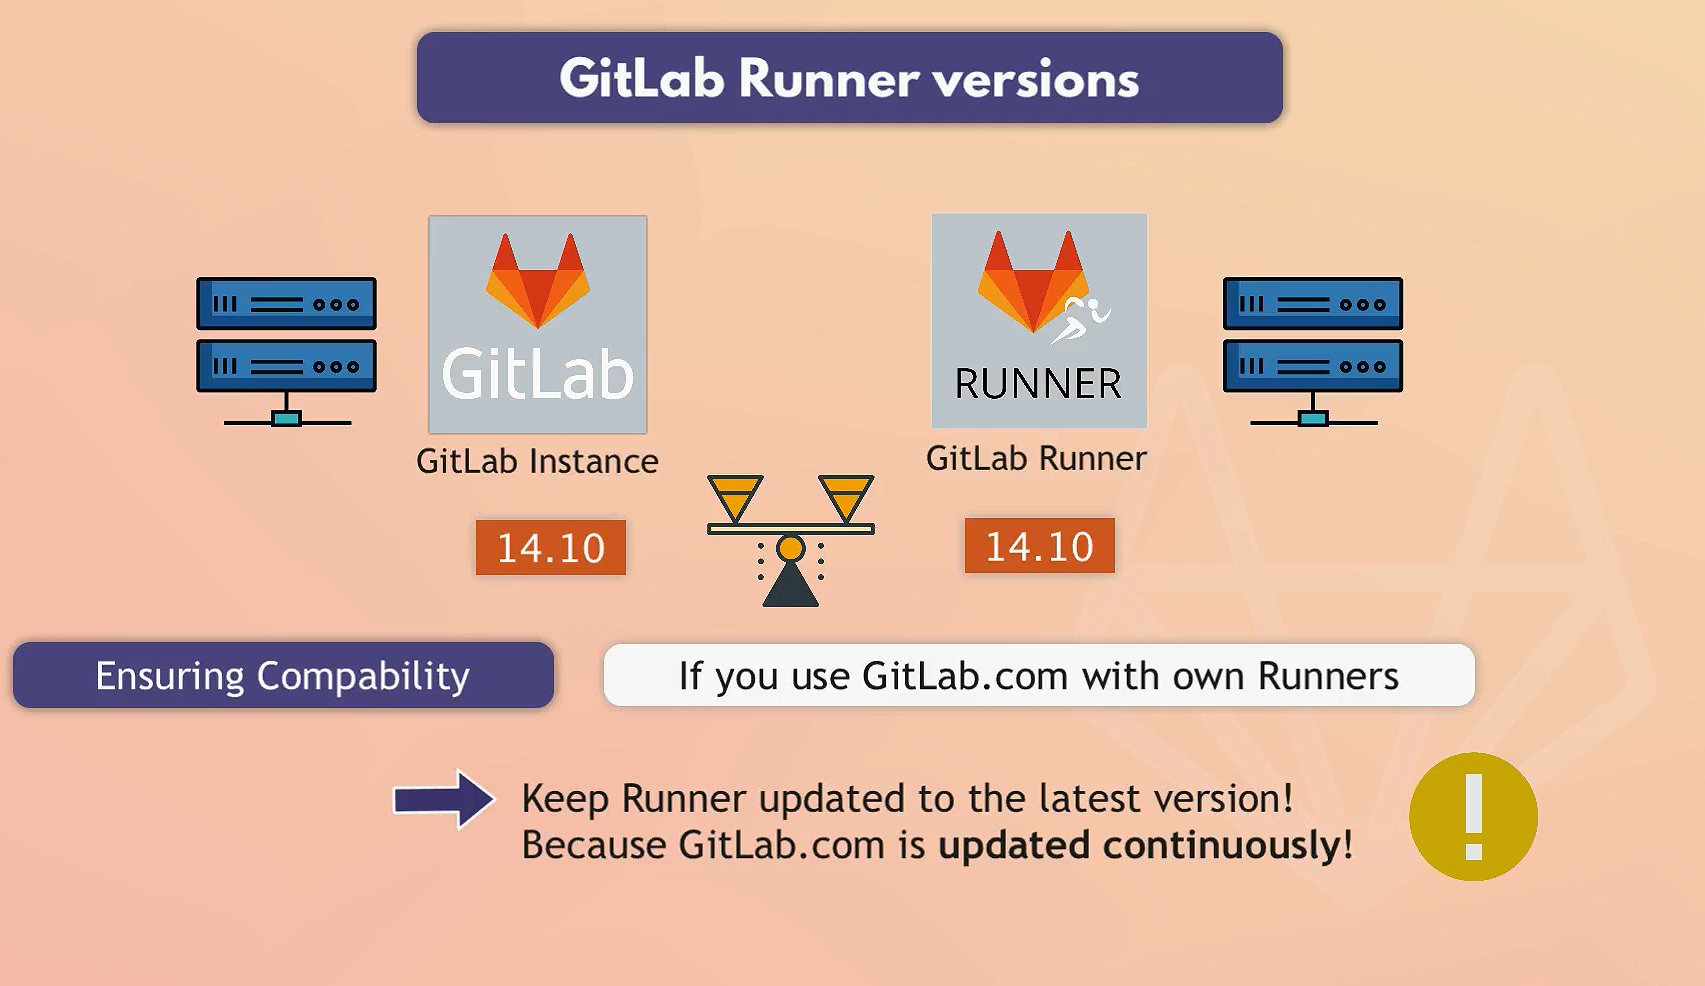 GitLab Runner versions
GitLab
RUNNER
GitLab Instance
GitLab Runner
14.10
14.10
Ensuring Compability
If you use GitLab.com with own Runners
Keep Runner updated to the latest version!
Because GitLab.com is updated continuously!